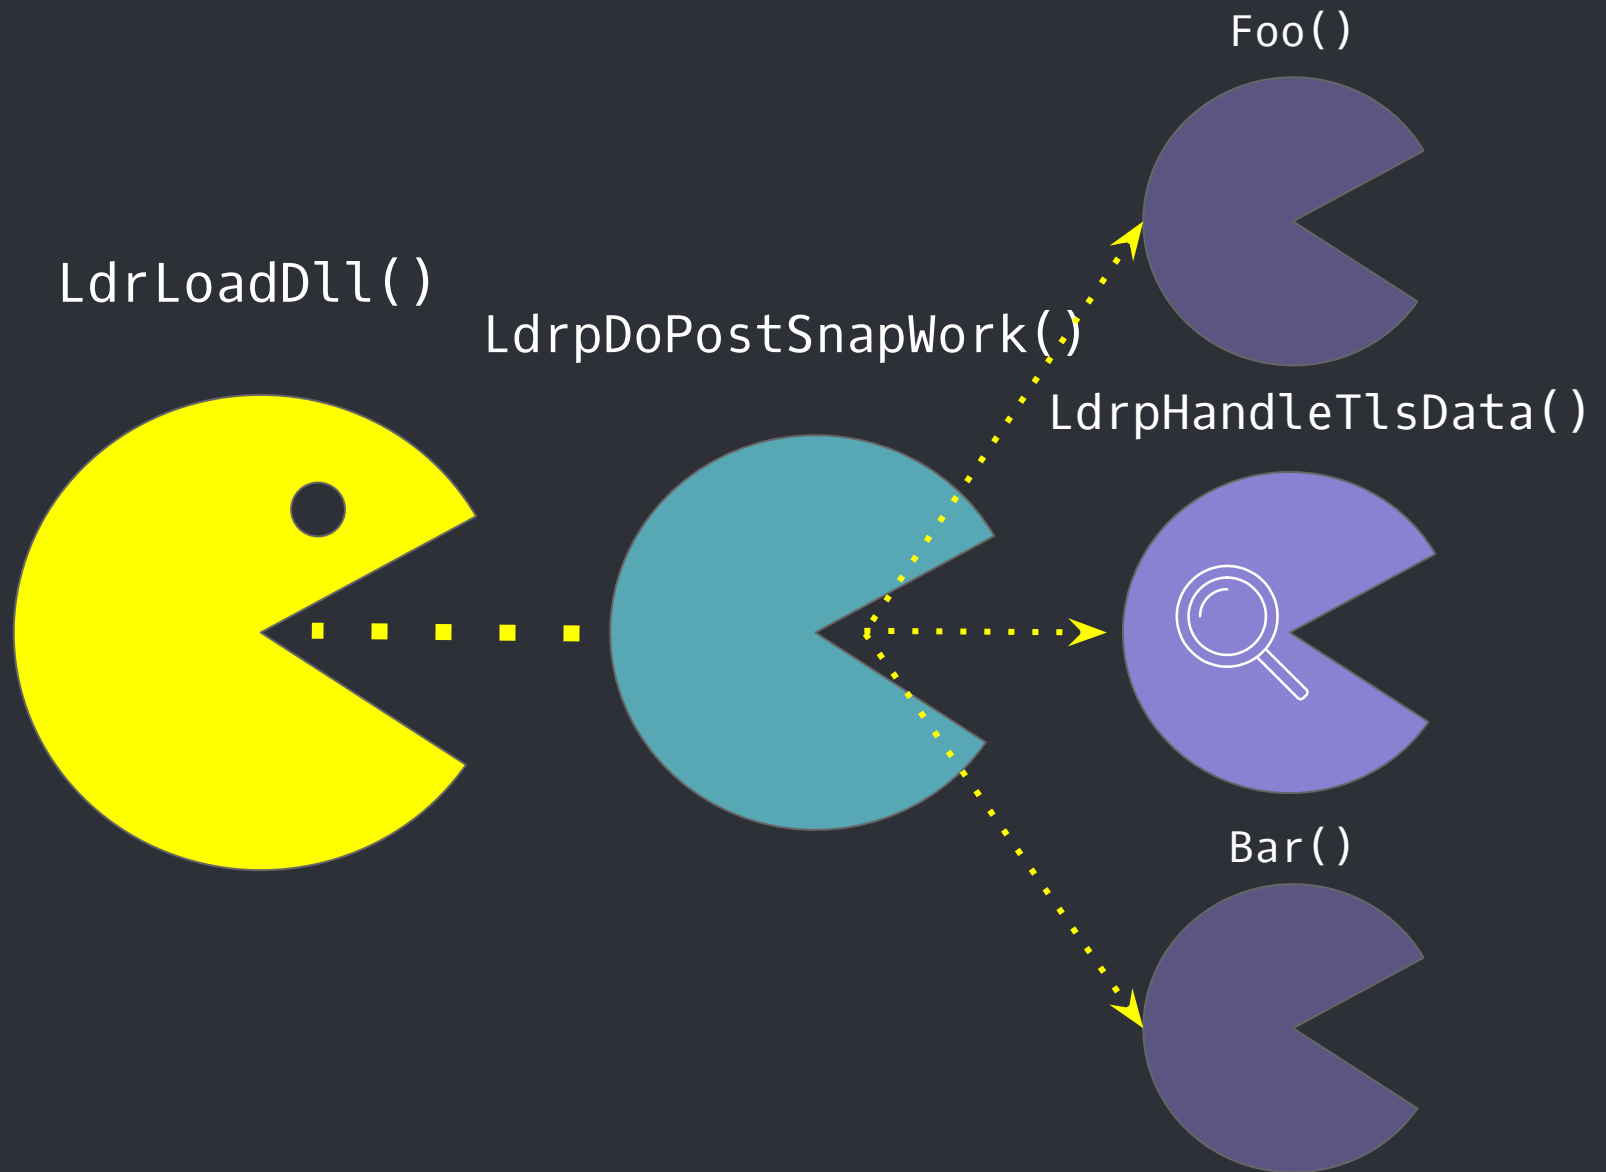 Foo()
LdrLoadDll()
LdrpDoPostSnapWork()
LdrpHandleTlsData()
Bar()